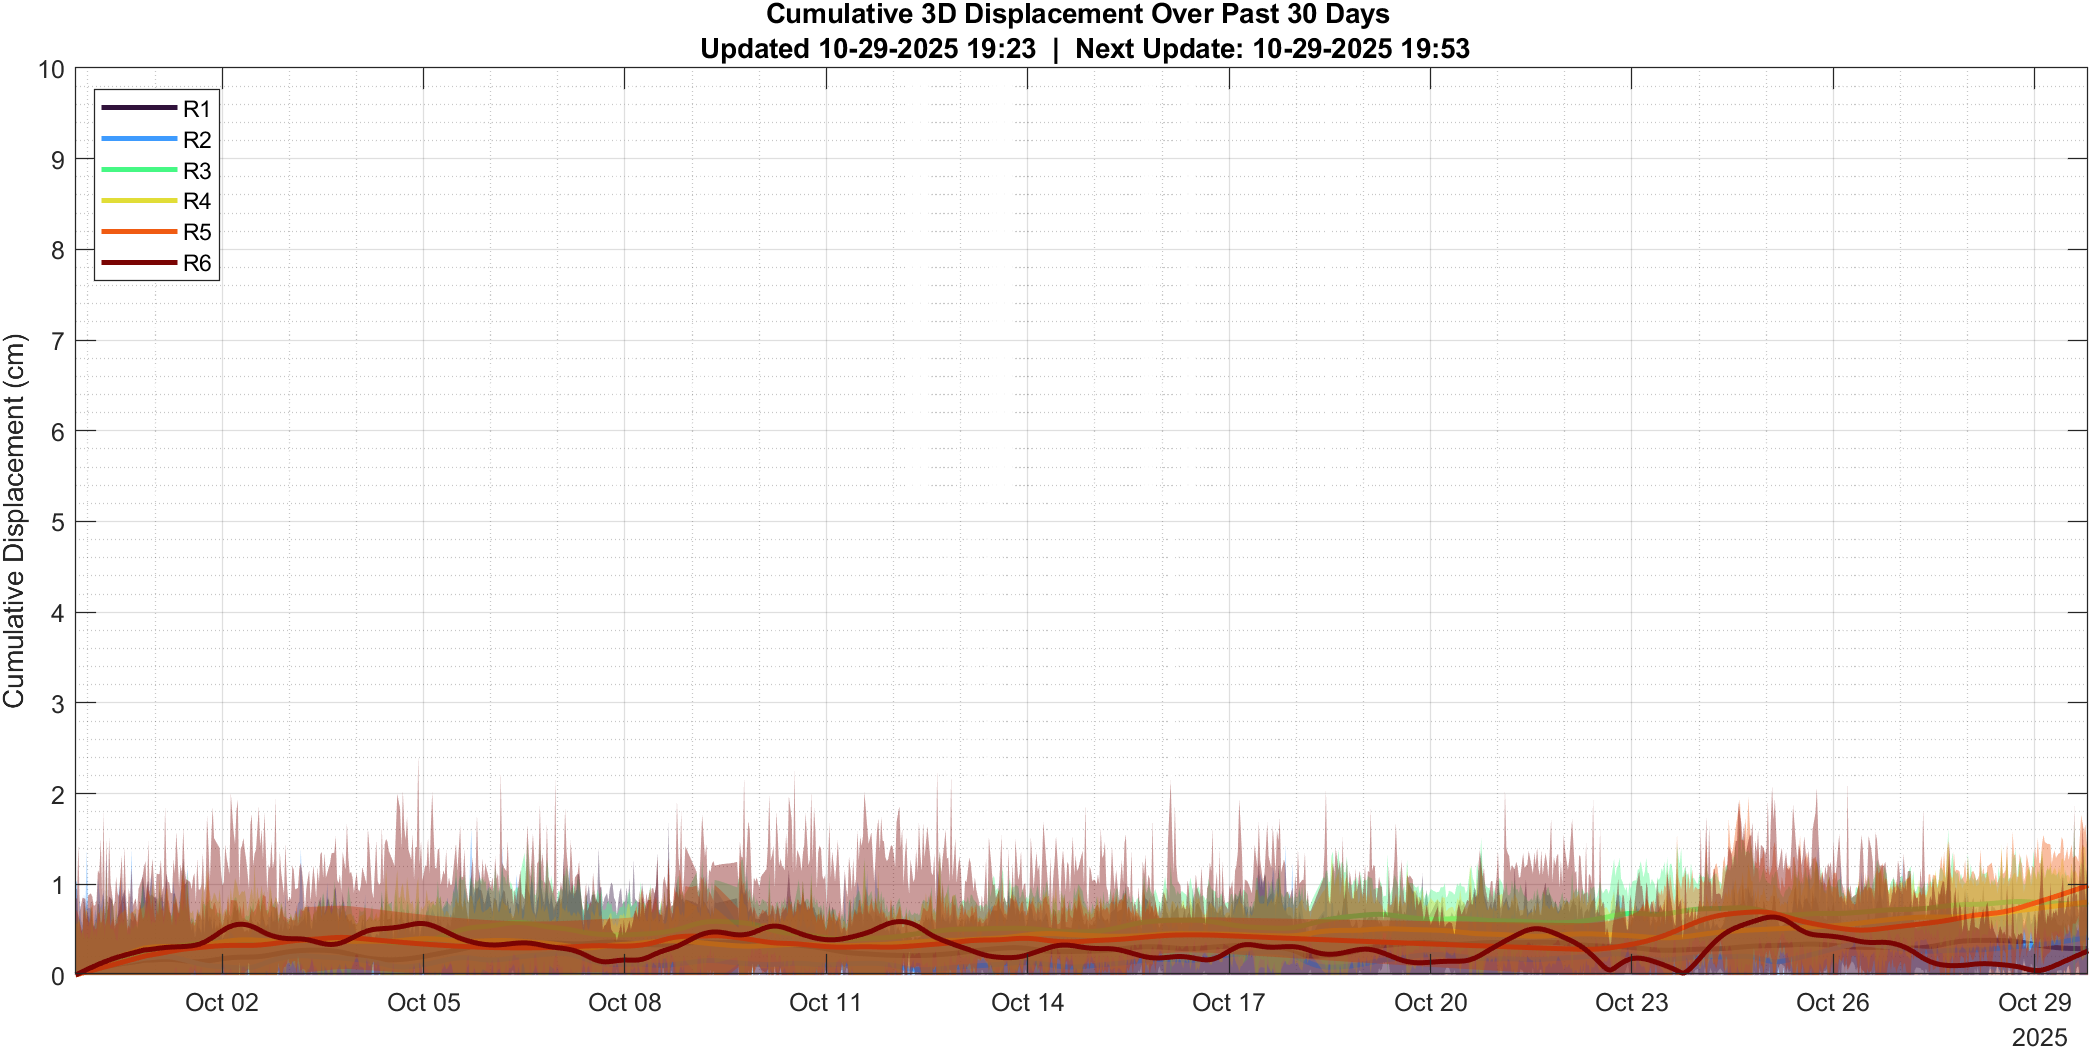 Cumulative 3D Displacement Over Past 30 Days
Updated 10-29-2025 19:23 | Next Update: 10-29-2025 19:53
Cumulative Displacement (cm)
10
9
8
7
6
5
4
3
2
1
0
R1
R2
R3
R4
R5
R6
Oct 02 Oct 05 Oct 08 Oct 11 Oct 14 Oct 17 Oct 20 Oct 23 Oct 26 Oct 29
2025